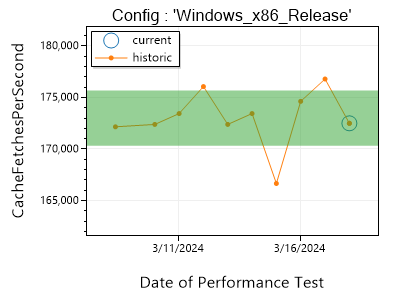 Config : 'Windows_x86_Release'
current
historic
180,000
175,000
170,000
165,000
CacheFetchesPerSecond
3/11/2024
3/16/2024
Date of Performance Test